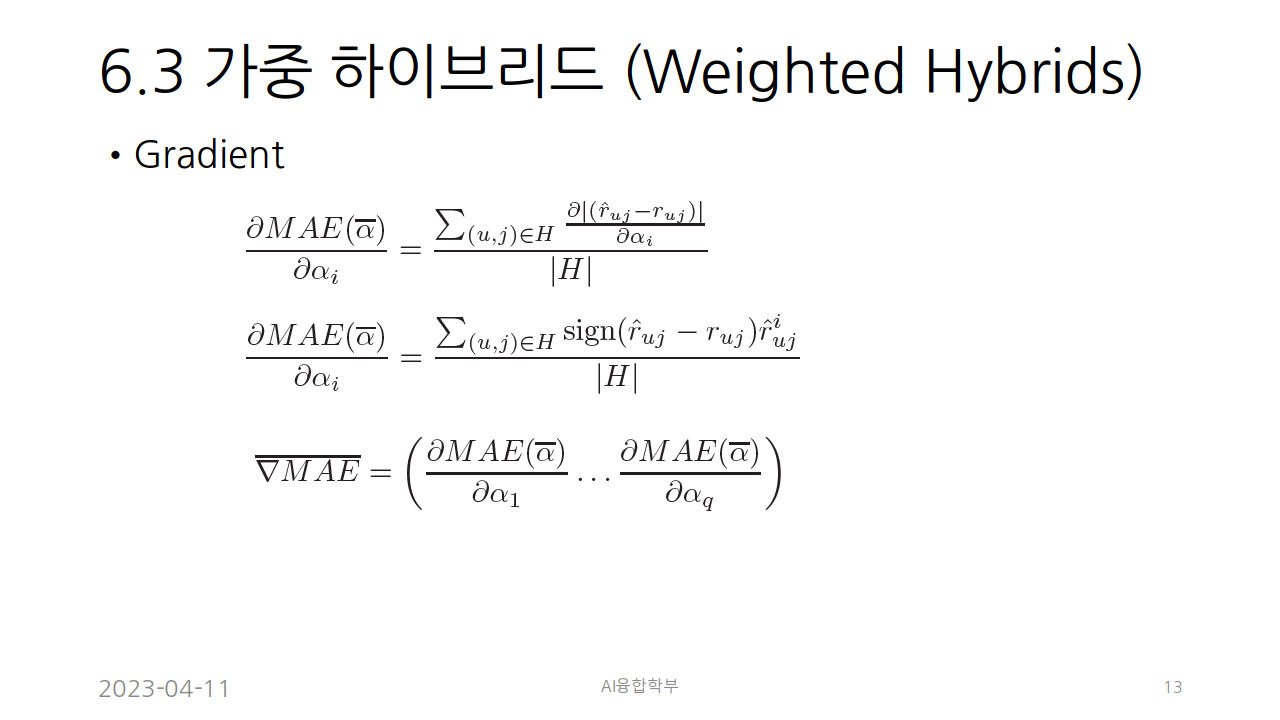 6.3 가중 하이브리드 (Weighted Hybrids)
• Gradient
$\frac{\partial MAE(\overline{\alpha})}{\partial \alpha_i} = \frac{\sum_{(u,j) \in H} \frac{\partial |(\hat{r}_{uj} - r_{uj})|}{\partial \alpha_i}}{|H|}$
$\frac{\partial MAE(\overline{\alpha})}{\partial \alpha_i} = \frac{\sum_{(u,j) \in H} \text{sign}(\hat{r}_{uj} - r_{uj}) \hat{r}^i_{uj}}{|H|}$
$\overline{\nabla MAE} = \left( \frac{\partial MAE(\overline{\alpha})}{\partial \alpha_1} \ldots \frac{\partial MAE(\overline{\alpha})}{\partial \alpha_q} \right)$
2023-04-11
AI융합학부
13